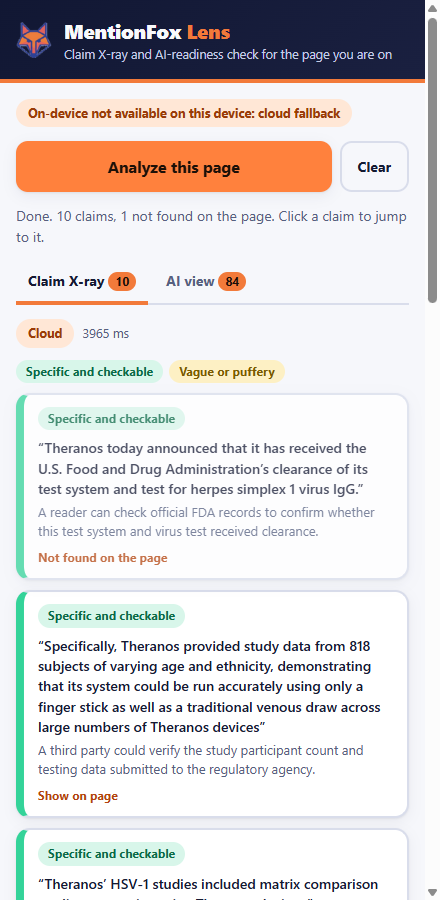 MentionFox Lens
Claim X-ray and AI-readiness check for the page you are on
On-device not available on this device: cloud fallback
Analyze this page
Clear
Done. 10 claims, 1 not found on the page. Click a claim to jump
to it.
Claim X-ray 10
AI view 84
Cloud 3965 ms
Specific and checkable
Vague or puffery
Specific and checkable
“Theranos today announced that it has received the
U.S. Food and Drug Administration’s clearance of its
test system and test for herpes simplex 1 virus IgG.”
A reader can check official FDA records to confirm whether
this test system and virus test received clearance.
Not found on the page
Specific and checkable
“Specifically, Theranos provided study data from 818
subjects of varying age and ethnicity, demonstrating
that its system could be run accurately using only a
finger stick as well as a traditional venous draw across
large numbers of Theranos devices”
A third party could verify the study participant count and
testing data submitted to the regulatory agency.
Show on page
Specific and checkable
“Theranos’ HSV-1 studies included matrix comparison